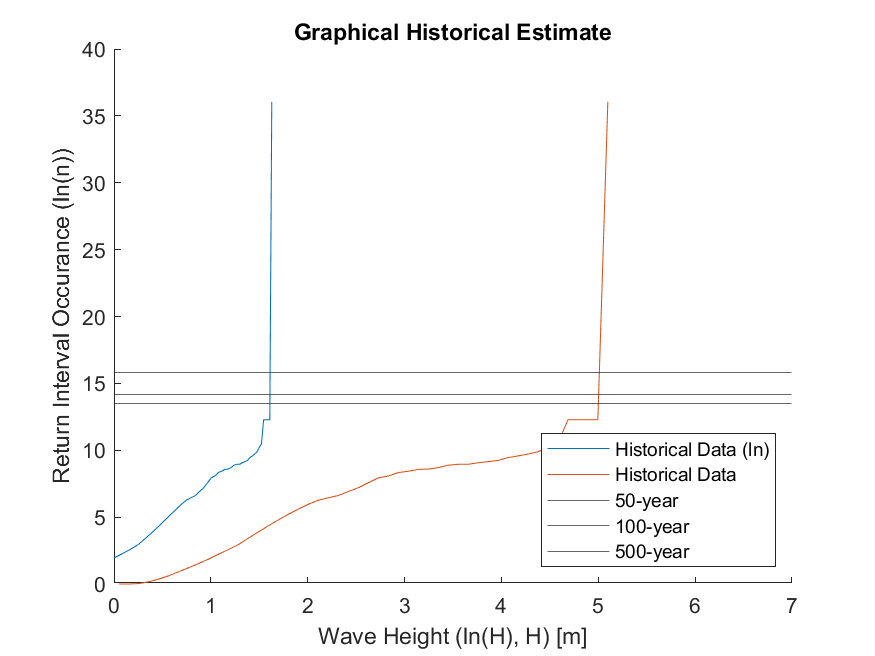 Graphical Historical Estimate
40
35
30
25
20
15
10
5
0
Return Interval Occurance (ln(n))
0 1 2 3 4 5 6 7
Wave Height (ln(H), H) [m]
Historical Data (ln)
Historical Data
50-year
100-year
500-year